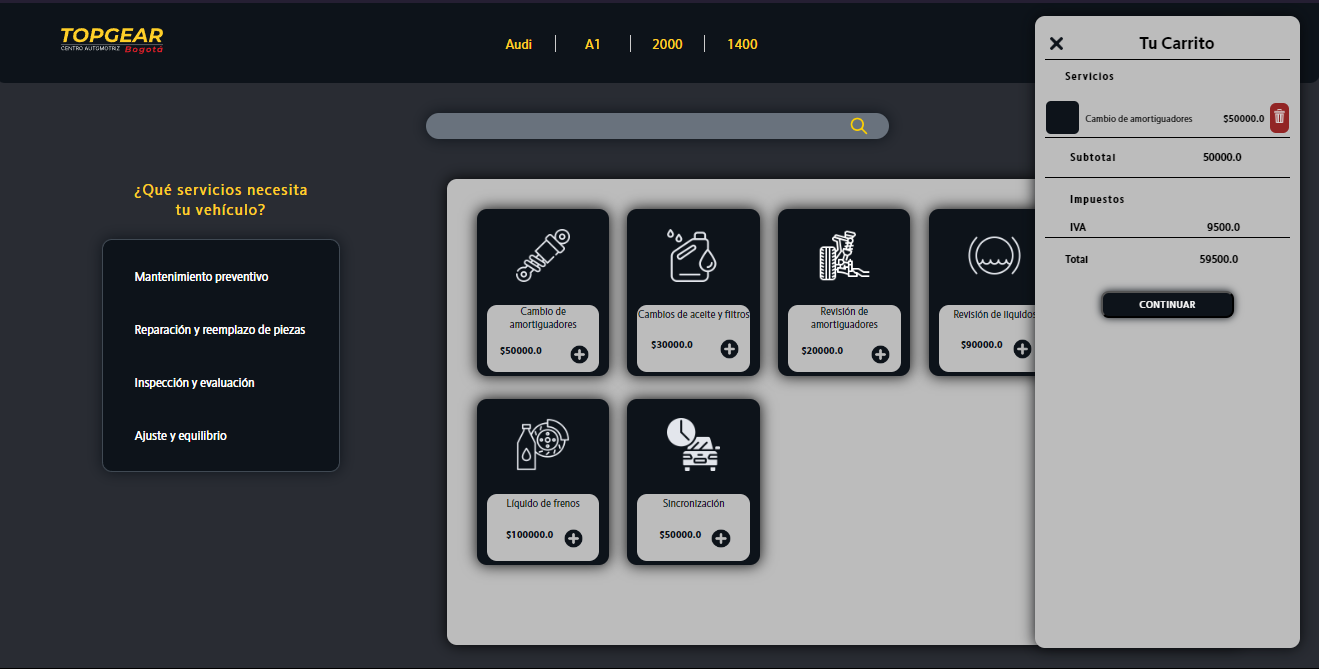 TOPGEAR
CENTRO AUTOMOTRIZ Bogotá
Audi A1 2000 1400
¿Qué servicios necesita
tu vehículo?
Mantenimiento preventivo
Reparación y reemplazo de piezas
Inspección y evaluación
Ajuste y equilibrio
Cambio de
amortiguadores
$50000.0
Cambios de aceite y filtros
$30000.0
Revisión de
amortiguadores
$20000.0
Revisión de liquidos
$90000.0
Líquido de frenos
$100000.0
Sincronización
$50000.0
Tu Carrito
Servicios
Cambio de amortiguadores $50000.0
Subtotal 50000.0
Impuestos
IVA 9500.0
Total 59500.0
CONTINUAR